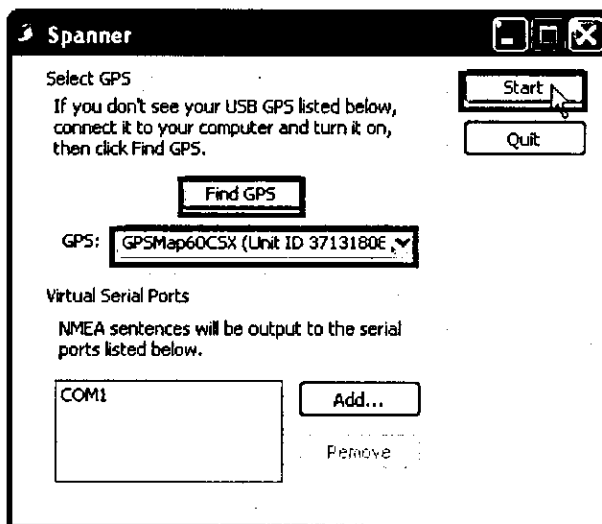 Spanner
Select GPS
If you don't see your USB GPS listed below,
connect it to your computer and turn it on,
then click Find GPS.
Start
Quit
Find GPS
GPS: GPSMap60CSX (Unit ID 3713180
Virtual Serial Ports
NMEA sentences will be output to the serial
ports listed below.
COM1
Add...
Remove